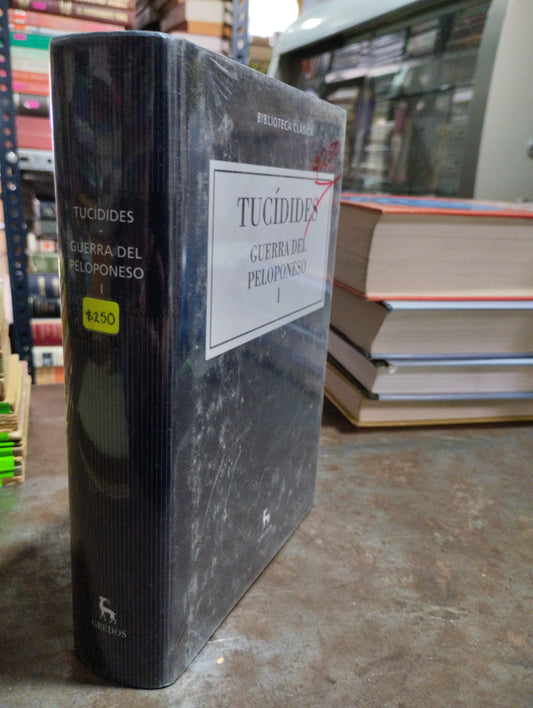 TUCÍDIDES
GUERRA DEL
PELOPONESO
I
$250
GREDOS
BIBLIOTECA CLÁSICA
TUCÍDIDES
GUERRA DEL
PELOPONESO
I